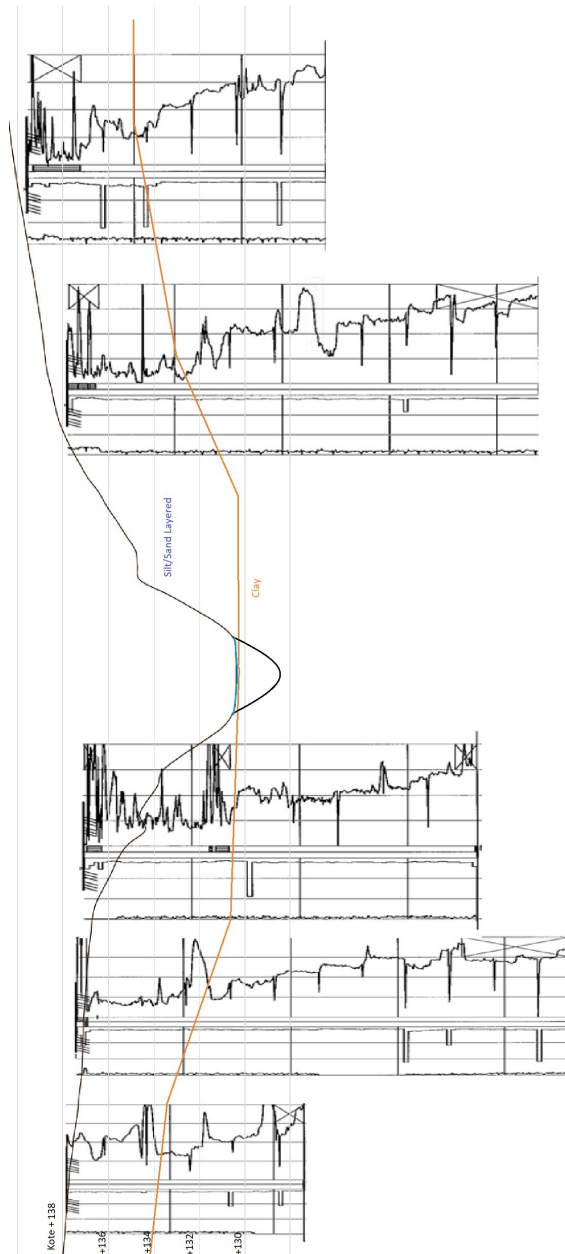 Silt/Sand Layered
Clay
Kote + 138
+136
+134
+132
+130